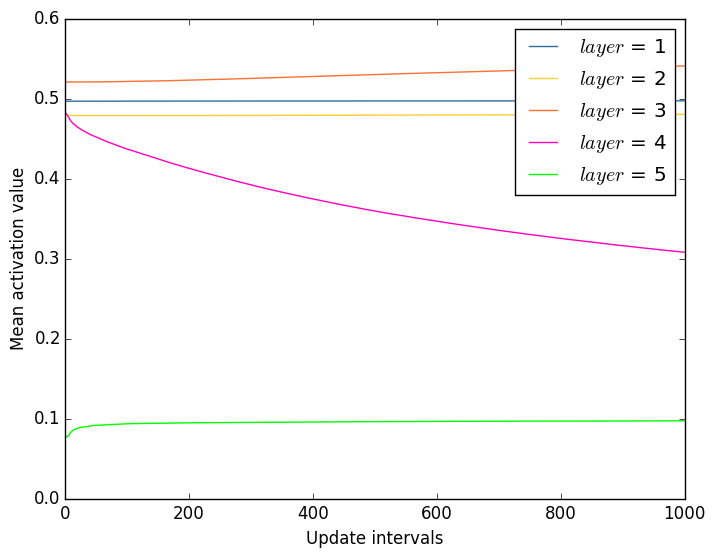 0.6
layer = 1
layer = 2
layer = 3
layer = 4
layer = 5
0.5
0.4
0.3
0.2
0.1
0.0
Mean activation value
0 200 400 600 800 1000
Update intervals